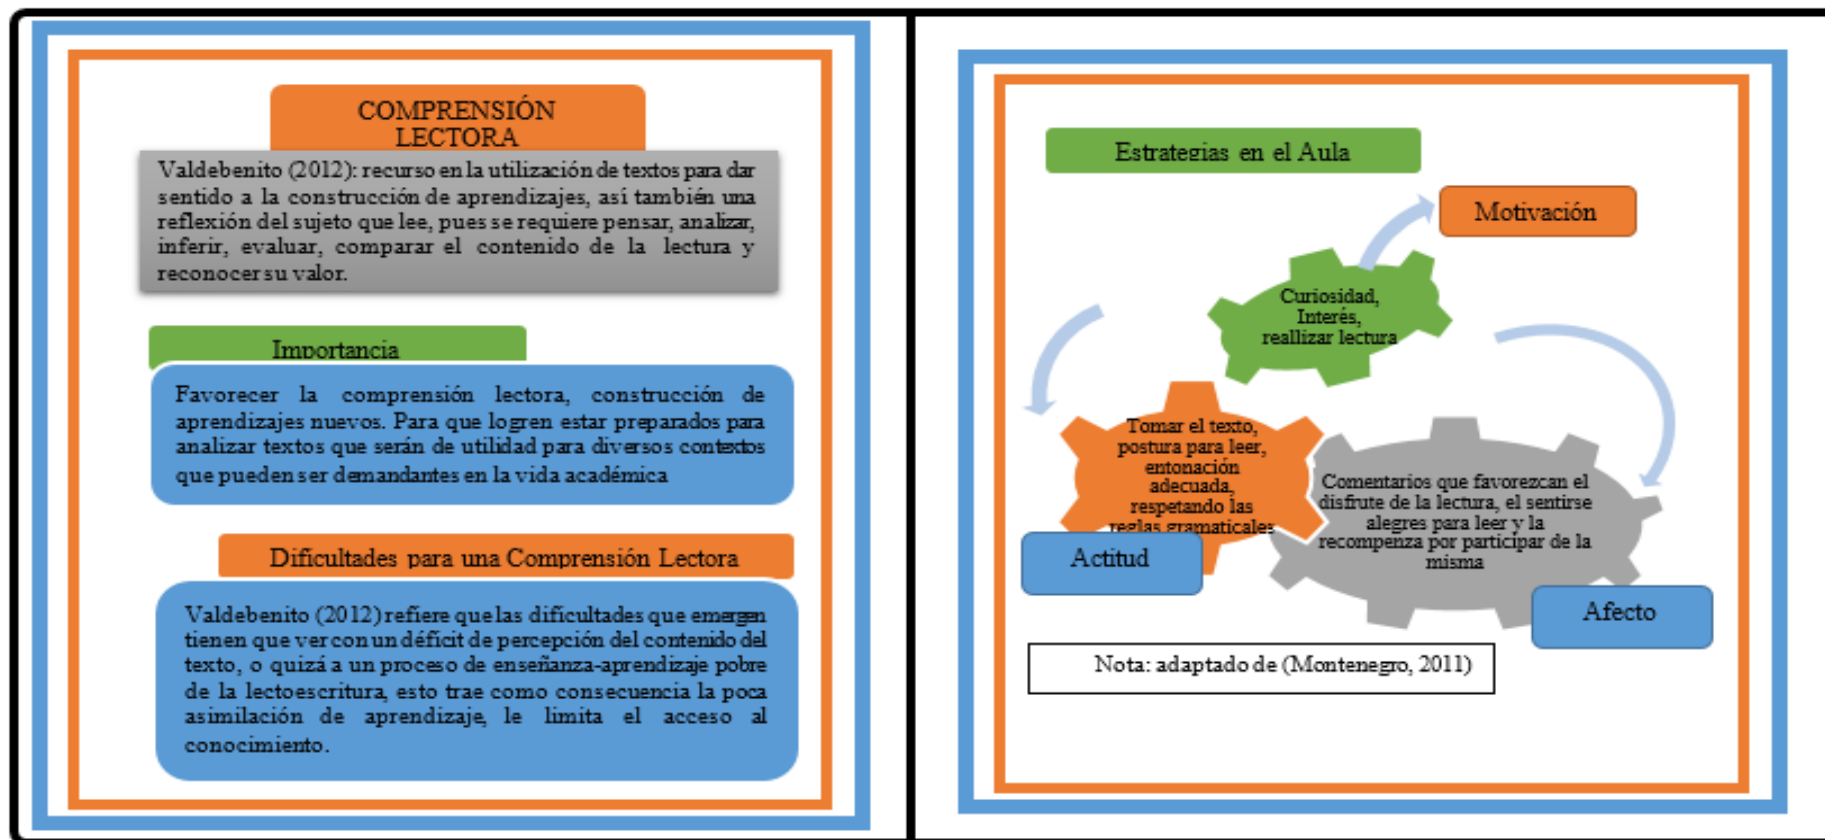 COMPRENSIÓN
LECTORA
Valdebenito (2012): recurso en la utilización de textos para dar
sentido a la construcción de aprendizajes, así también una
reflexión del sujeto que lee, pues se requiere pensar, analizar,
inferir, evaluar, comparar el contenido de la lectura y
reconocer su valor.
Importancia
Favorecer la comprensión lectora, construcción de
aprendizajes nuevos. Para que logren estar preparados para
analizar textos que serán de utilidad para diversos contextos
que pueden ser demandantes en la vida académica
Dificultades para una Comprensión Lectora
Valdebenito (2012) refiere que las dificultades que emergen
tienen que ver con un déficit de percepción del contenido del
texto, o quizá a un proceso de enseñanza-aprendizaje pobre
de la lectoescritura, esto trae como consecuencia la poca
asimilación de aprendizaje, le limita el acceso al
conocimiento.
Estrategias en el Aula
Motivación
Curiosidad,
Interés,
reallizar lectura
Tomar el texto,
postura para leer,
entonación
adecuada,
respetando las
reglas gramaticales
Actitud
Comentarios que favorezcan el
disfrute de la lectura, el sentirse
alegres para leer y la
recompenza por participar de la
misma
Afecto
Nota: adaptado de (Montenegro, 2011)